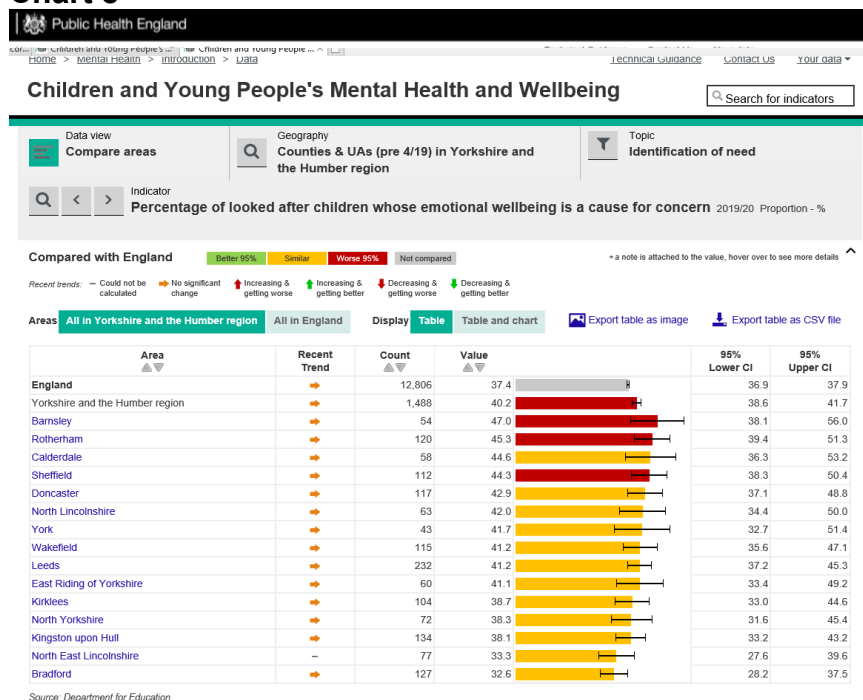 Public Health England
Children and Young People's ... Children and Young People ...
Home > Mental Health > Introduction > Data Technical Guidance Contact Us Your data
Children and Young People's Mental Health and Wellbeing
Search for indicators
Data view Geography Topic
Compare areas Counties & UAs (pre 4/19) in Yorkshire and Identification of need
the Humber region
Indicator
Percentage of looked after children whose emotional wellbeing is a cause for concern 2019/20 Proportion - %
Compared with England Better 95% Similar Worse 95% Not compared * a note is attached to the value, hover over to see more details
Recent trends: – Could not be No significant Increasing & Increasing & Decreasing & Decreasing &
calculated change getting worse getting better getting worse getting better
Areas All in Yorkshire and the Humber region All in England Display Table Table and chart Export table as image Export table as CSV file
Area Recent Count Value 95% 95%
Trend Lower CI Upper CI
England 12,806 37.4 36.9 37.9
Yorkshire and the Humber region 1,488 40.2 38.6 41.7
Barnsley 54 47.0 38.1 56.0
Rotherham 120 45.3 39.4 51.3
Calderdale 58 44.6 36.3 53.2
Sheffield 112 44.3 38.3 50.4
Doncaster 117 42.9 37.1 48.8
North Lincolnshire 63 42.0 34.4 50.0
York 43 41.7 32.7 51.4
Wakefield 115 41.2 35.6 47.1
Leeds 232 41.2 37.2 45.3
East Riding of Yorkshire 60 41.1 33.4 49.2
Kirklees 104 38.7 33.0 44.6
North Yorkshire 72 38.3 31.6 45.4
Kingston upon Hull 134 38.1 33.2 43.2
North East Lincolnshire – 77 33.3 27.6 39.6
Bradford 127 32.6 28.2 37.5
Source: Department for Education